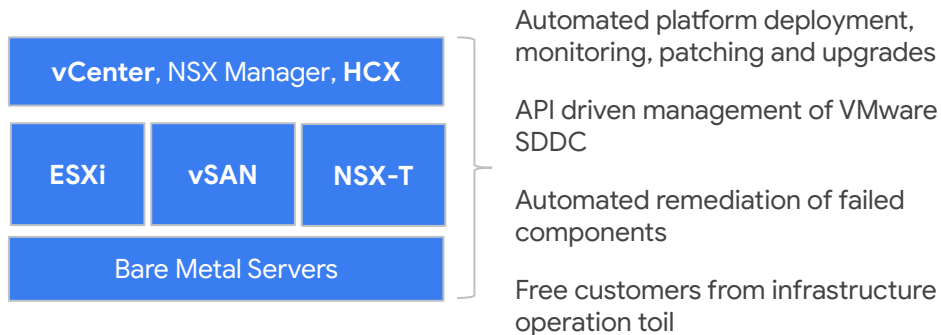 vCenter, NSX Manager, HCX
ESXi
vSAN
NSX-T
Bare Metal Servers
Automated platform deployment,
monitoring, patching and upgrades
API driven management of VMware
SDDC
Automated remediation of failed
components
Free customers from infrastructure
operation toil